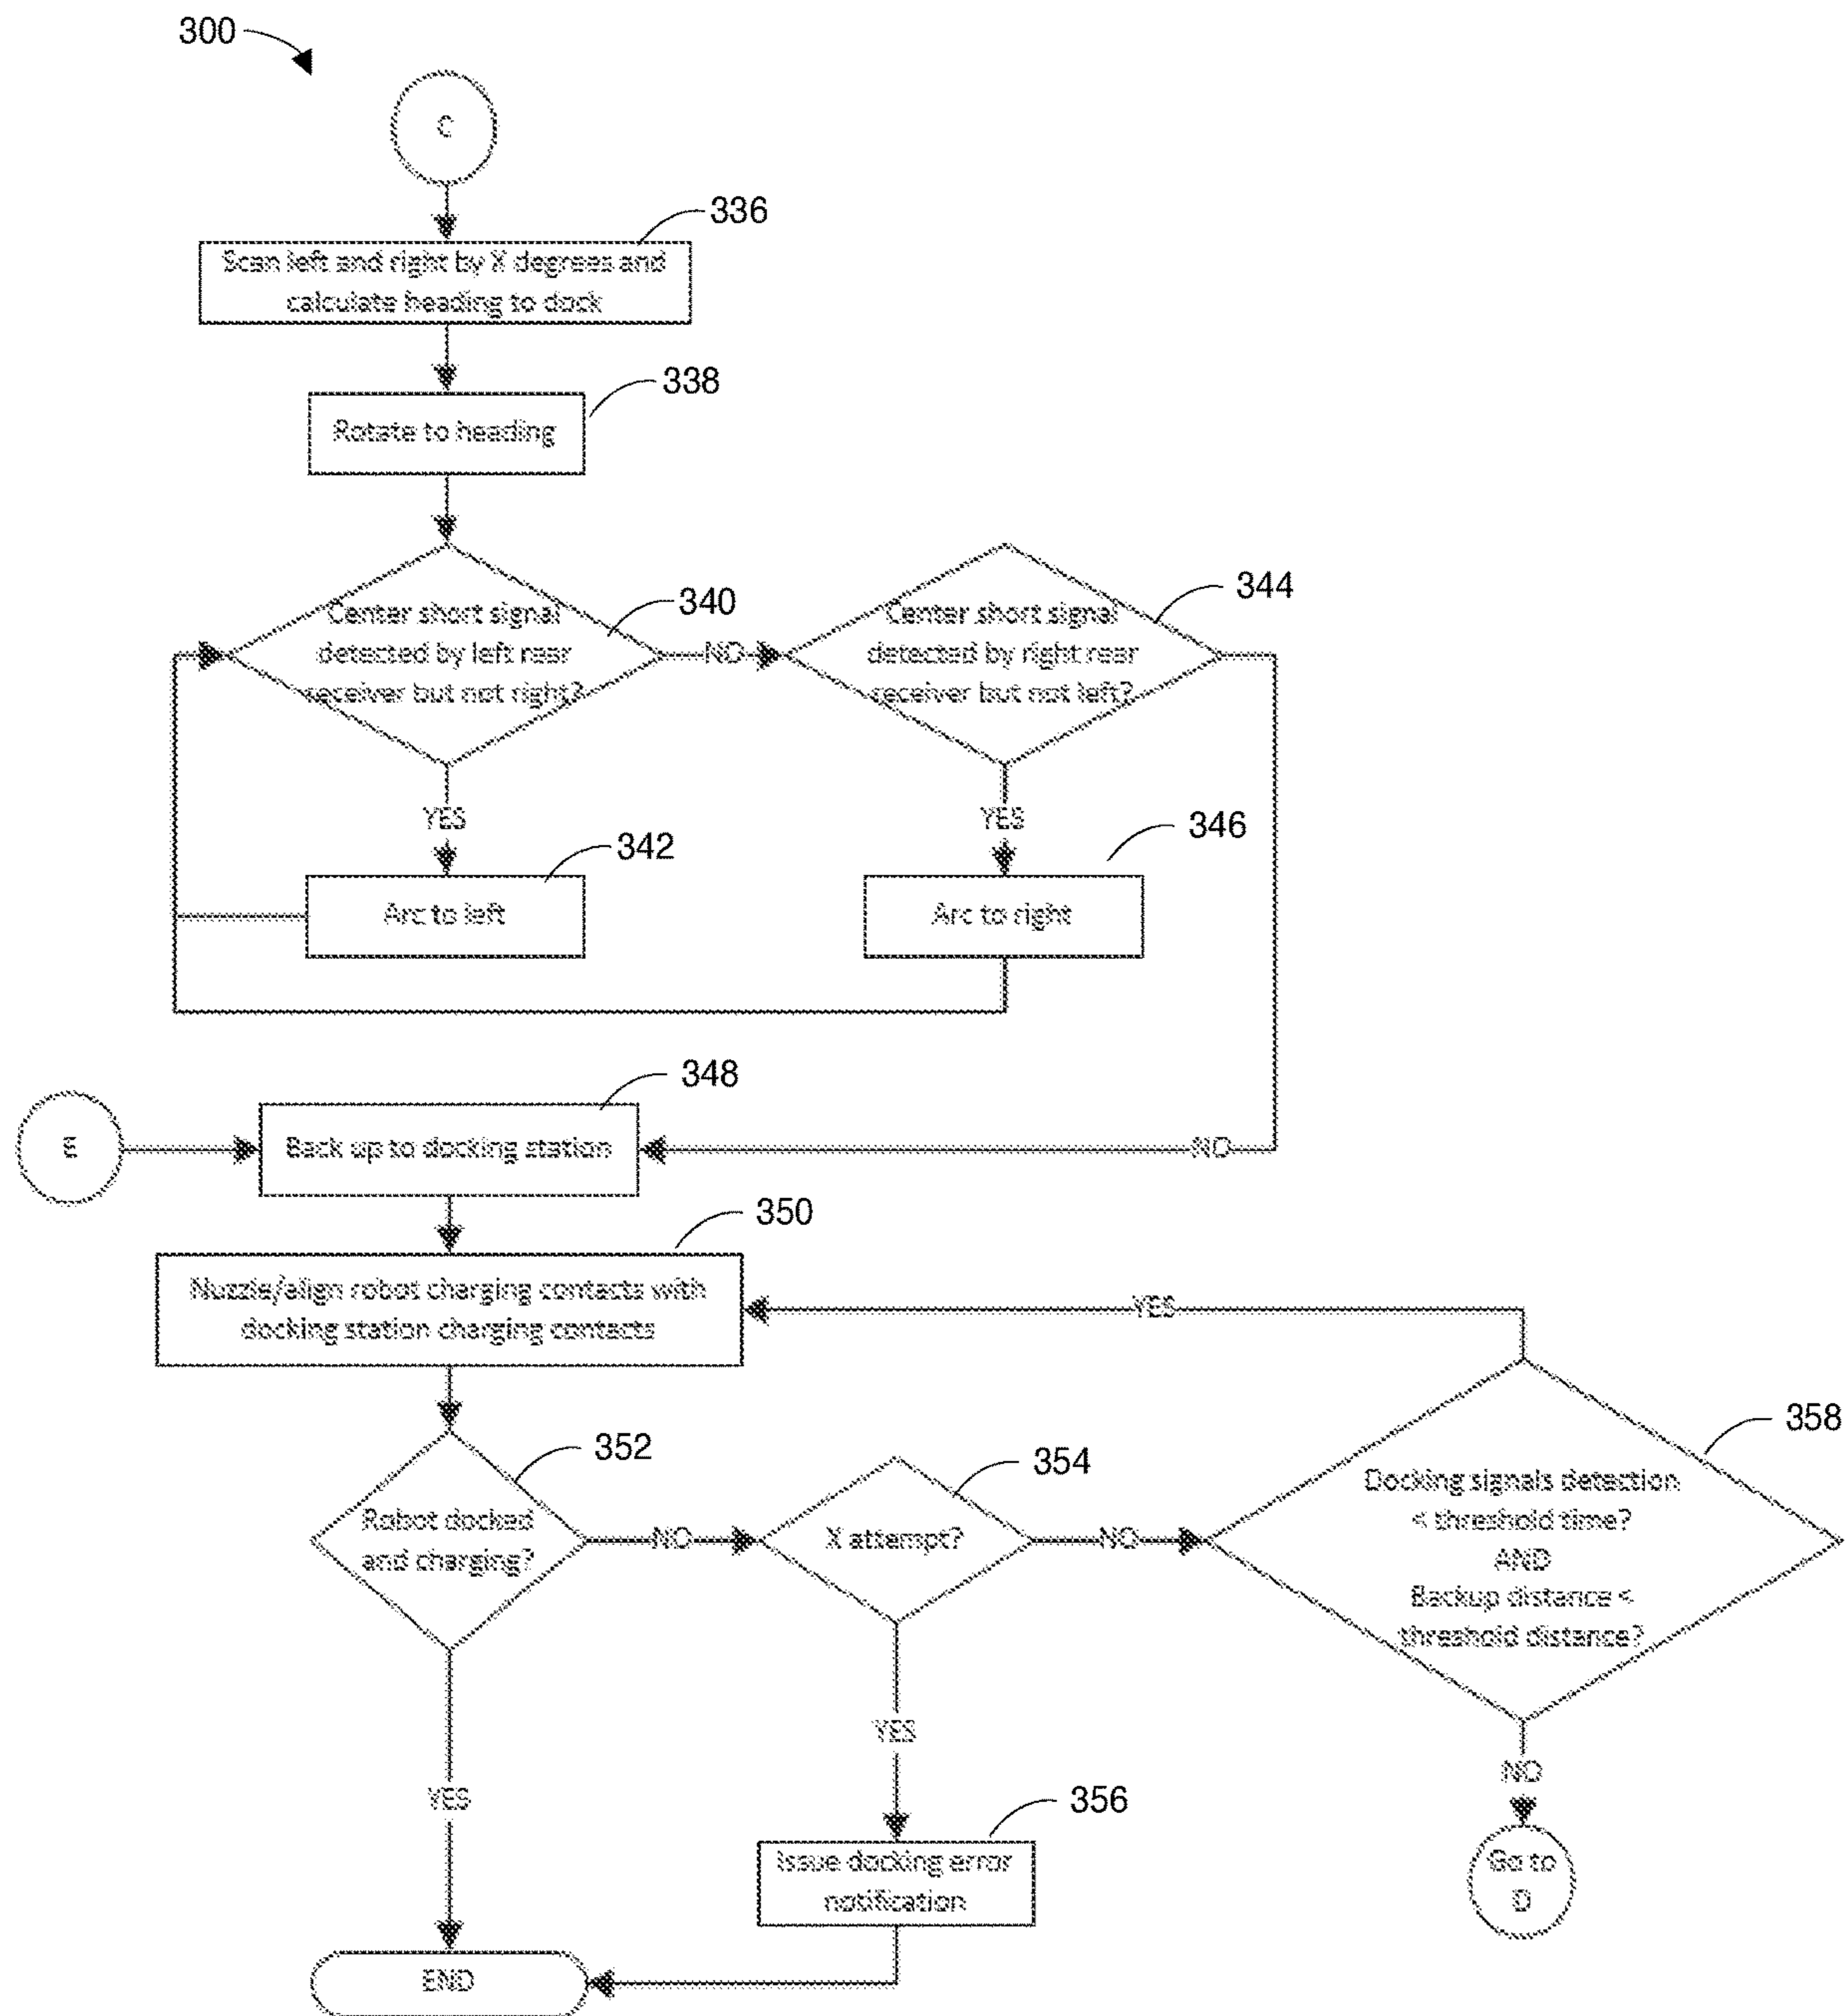 300
C
336
Scan left and right by X degrees and
calculate heading to dock
338
Rotate to heading
340
Center short signal
detected by left rear
receiver but not right?
NO
344
Center short signal
detected by right rear
receiver but not left?
YES
YES
342
Arc to left
346
Arc to right
348
E
Back up to docking station
NO
350
Nuzzle/align robot charging contacts with
docking station charging contacts
YES
352
Robot docked
and charging?
NO
354
X attempt?
NO
358
Docking signals detection
< threshold time?
AND
Backup distance <
threshold distance?
YES
YES
NO
356
Issue docking error
notification
Go to
D
END